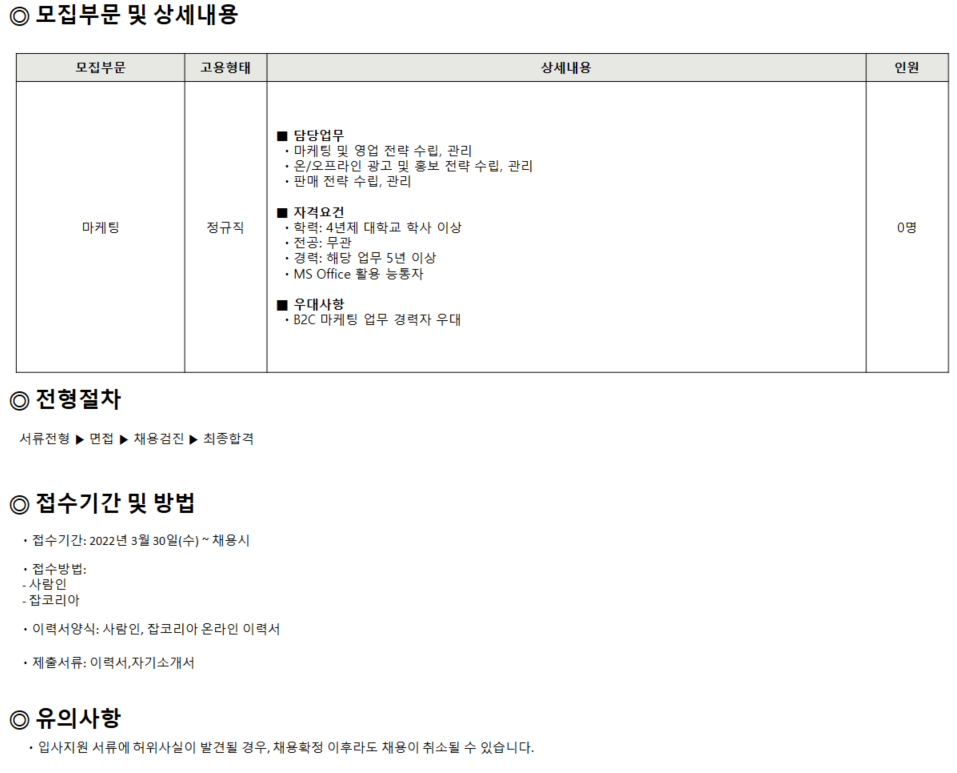 ◎ 모집부문 및 상세내용
모집부문 고용형태 상세내용 인원
■ 담당업무
・마케팅 및 영업 전략 수립, 관리
・온/오프라인 광고 및 홍보 전략 수립, 관리
・판매 전략 수립, 관리
■ 자격요건
・학력: 4년제 대학교 학사 이상
마케팅 정규직 0명
・전공: 무관
・경력: 해당 업무 5년 이상
・MS Office 활용 능통자
■ 우대사항
・B2C 마케팅 업무 경력자 우대
◎ 전형절차
서류전형 ▶ 면접 ▶ 채용검진 ▶ 최종합격
◎ 접수기간 및 방법
・접수기간: 2022년 3월 30일(수) ~ 채용시
・접수방법:
- 사람인
- 잡코리아
・이력서양식: 사람인, 잡코리아 온라인 이력서
・제출서류: 이력서,자기소개서
◎ 유의사항
・입사지원 서류에 허위사실이 발견될 경우, 채용확정 이후라도 채용이 취소될 수 있습니다.